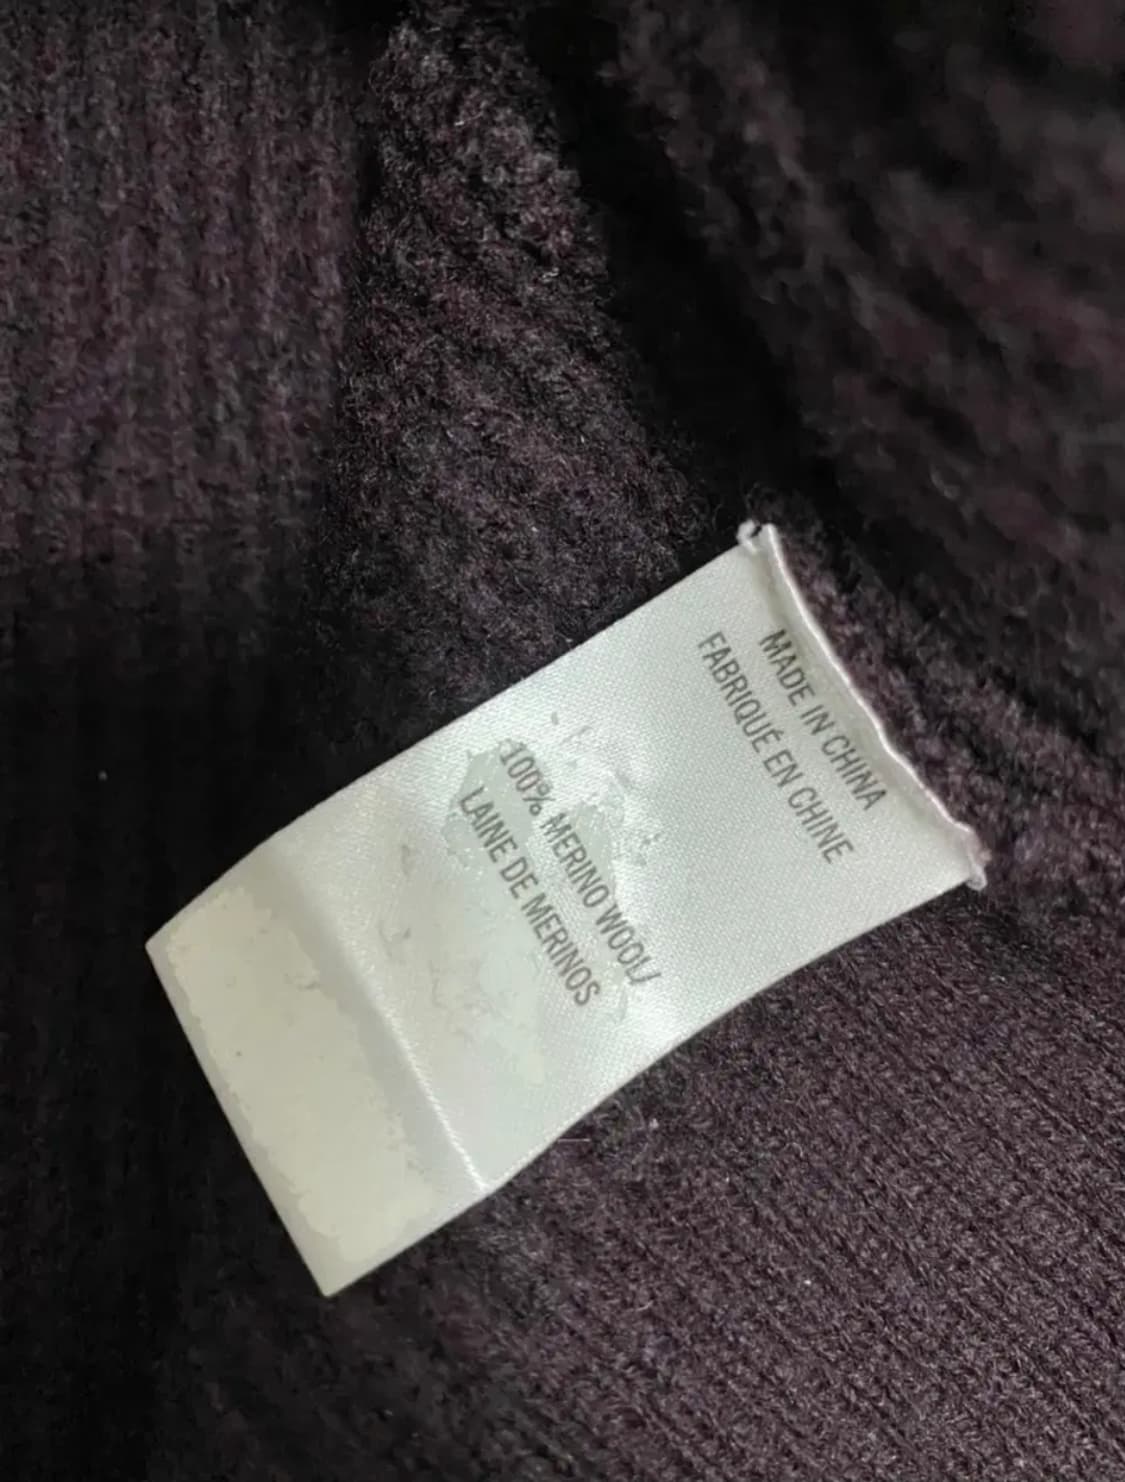 MADE IN CHINA
FABRIQUÉ EN CHINE
100% MERINO WOOL/
LAINE DE MERINOS